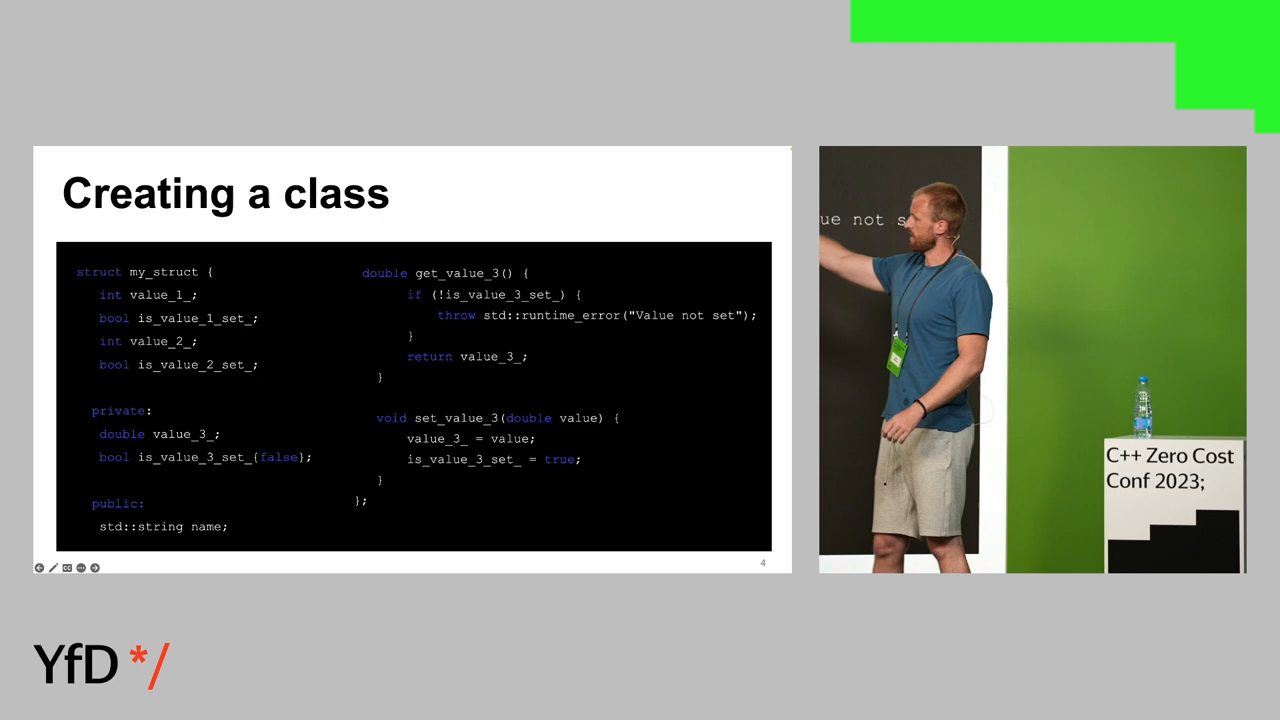 Creating a class
struct my_struct {
int value_1_;
bool is_value_1_set_;
int value_2_;
bool is_value_2_set_;
private:
double value_3_;
bool is_value_3_set_{false};
public:
std::string name;
double get_value_3() {
if (!is_value_3_set_) {
throw std::runtime_error("Value not set");
}
return value_3_;
}
void set_value_3(double value) {
value_3_ = value;
is_value_3_set_ = true;
}
};
4
ue not s
C++ Zero Cost
Conf 2023;
YfD */